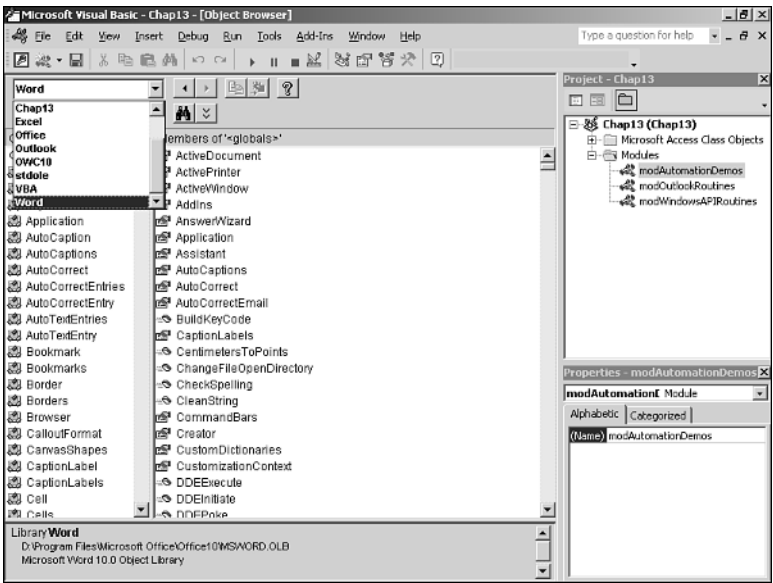 Microsoft Visual Basic - Chap13 - [Object Browser]
File Edit View Insert Debug Run Tools Add-Ins Window Help
Type a question for help
Word
Chap13
Excel
Office
Outlook
OWC10
stdole
VBA
Word
Application
AutoCaption
AutoCaptions
AutoCorrect
AutoCorrectEntries
AutoCorrectEntry
AutoTextEntries
AutoTextEntry
Bookmark
Bookmarks
Border
Borders
Browser
CalloutFormat
CanvasShapes
CaptionLabel
CaptionLabels
Cell
Cells
embers of '<globals>'
ActiveDocument
ActivePrinter
ActiveWindow
AddIns
AnswerWizard
Application
Assistant
AutoCaptions
AutoCorrect
AutoCorrectEmail
BuildKeyCode
CaptionLabels
CentimetersToPoints
ChangeFileOpenDirectory
CheckSpelling
CleanString
CommandBars
Creator
CustomDictionaries
CustomizationContext
DDEExecute
DDEInitiate
DDEPoke
Library Word
D:\Program Files\Microsoft Office\Office10\MSWORD.OLB
Microsoft Word 10.0 Object Library
Project - Chap13
Chap13 (Chap13)
Microsoft Access Class Objects
Modules
modAutomationDemos
modOutlookRoutines
modWindowsAPIRoutines
Properties - modAutomationDemos
modAutomationD Module
Alphabetic Categorized
(Name) modAutomationDemos